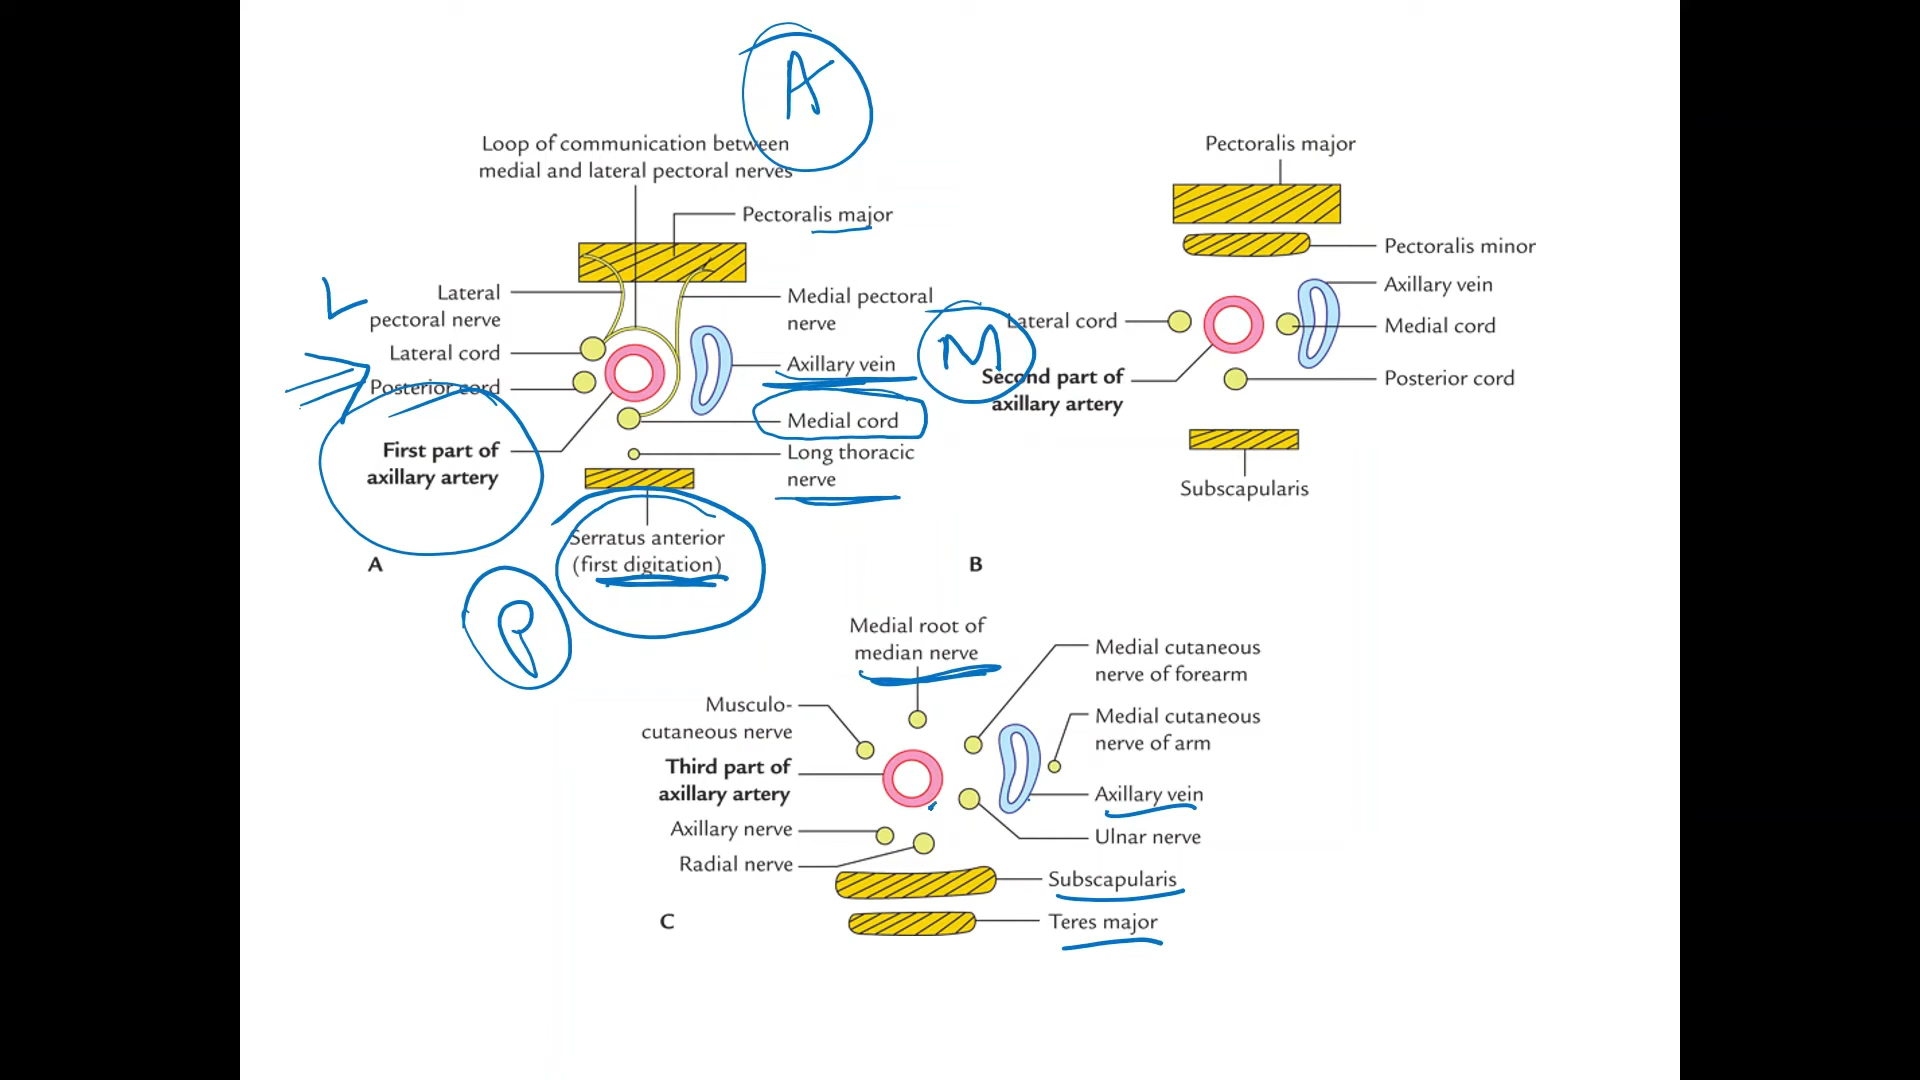 A
Loop of communication between
medial and lateral pectoral nerves
Pectoralis major
L
Lateral
pectoral nerve
Lateral cord
Posterior cord
First part of
axillary artery
Medial pectoral
nerve
Axillary vein
Medial cord
Long thoracic
nerve
Serratus anterior
(first digitation)
A
P
M
Pectoralis major
Pectoralis minor
Axillary vein
Lateral cord
Medial cord
Second part of
axillary artery
Posterior cord
Subscapularis
B
Medial root of
median nerve
Musculo-
cutaneous nerve
Third part of
axillary artery
Axillary nerve
Radial nerve
Medial cutaneous
nerve of forearm
Medial cutaneous
nerve of arm
Axillary vein
Ulnar nerve
Subscapularis
Teres major
C